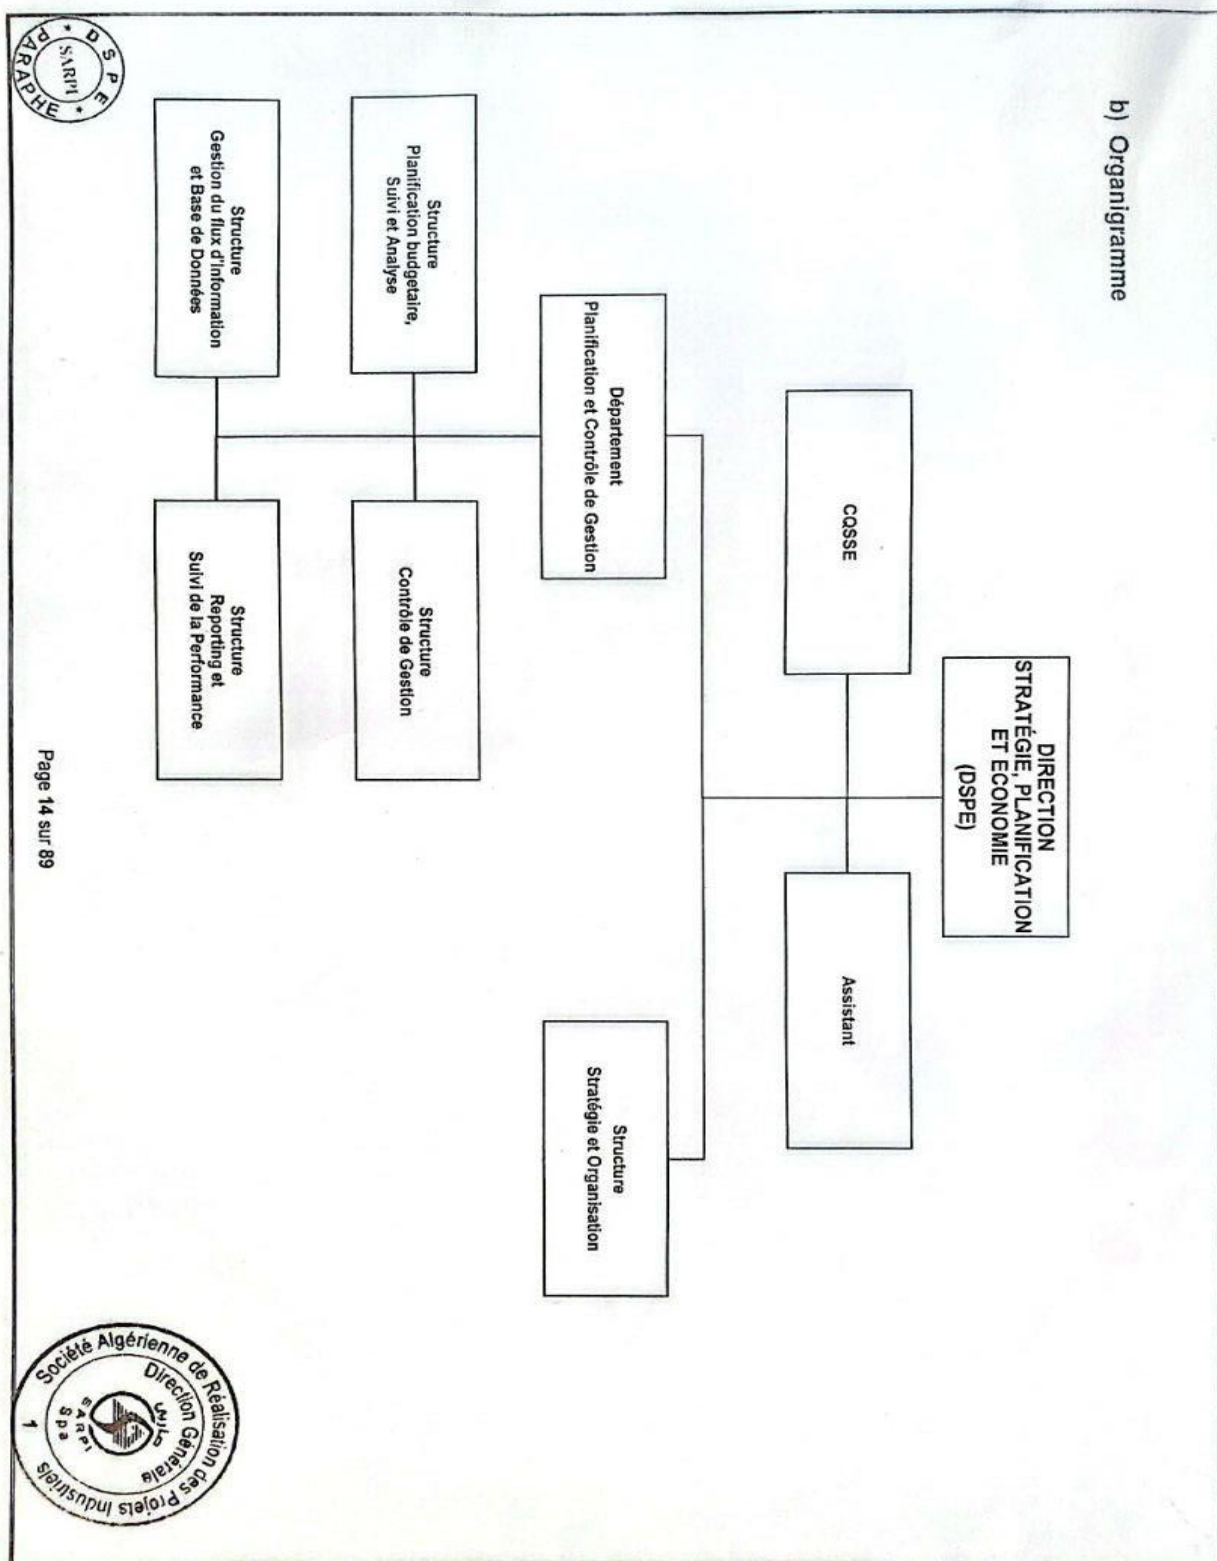 b) Organigramme
DIRECTION
STRATÉGIE, PLANIFICATION
ET ECONOMIE
(DSPE)
CQSSE
Assistant
Département
Planification et Contrôle de Gestion
Structure
Stratégie et Organisation
Structure
Planification budgetaire,
Suivi et Analyse
Structure
Contrôle de Gestion
Structure
Gestion du flux d'Information
et Base de Données
Structure
Reporting et
Suivi de la Performance
Page 14 sur 89
* D S P E *
SARPI
PARAPHE
Société Algérienne de Réalisation des Projets Industriels
Direction Générale
SARPI
Spa
1